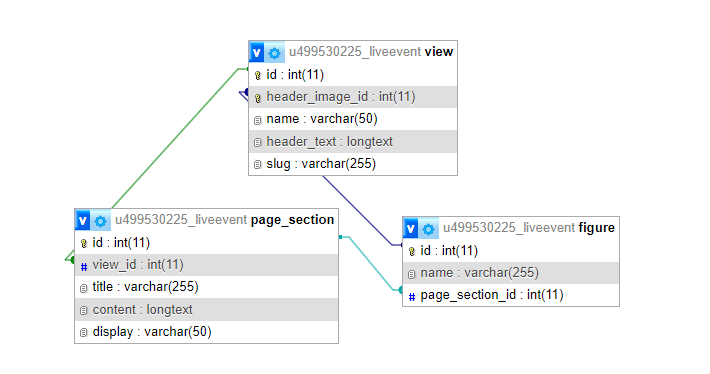 V u499530225_liveevent view
id : int(11)
header_image_id : int(11)
name : varchar(50)
header_text : longtext
slug : varchar(255)
V u499530225_liveevent page_section
id : int(11)
# view_id : int(11)
title : varchar(255)
content : longtext
display : varchar(50)
V u499530225_liveevent figure
id : int(11)
name : varchar(255)
# page_section_id : int(11)